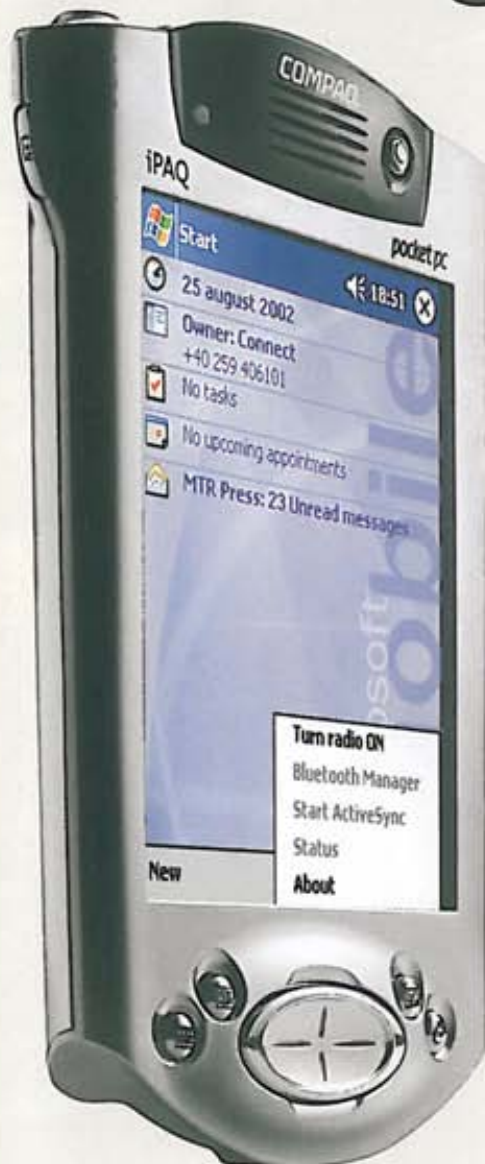 COMPAQ
iPAQ
pocket pc
Start 18:51
25 august 2002
Owner: Connect
+40 259 406101
No tasks
No upcoming appointments
MTR Press: 23 Unread messages
Turn radio ON
Bluetooth Manager
Start ActiveSync
Status
About
New